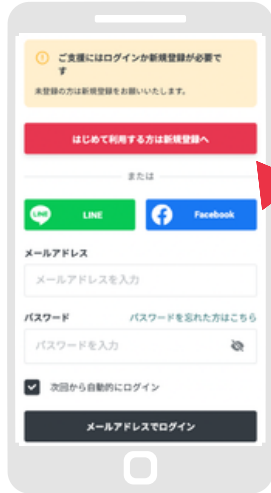 ご支援にはログインか新規登録が必要で
す
未登録の方は新規登録をお願いいたします。
はじめて利用する方は新規登録へ
または
LINE LINE
Facebook
メールアドレス
メールアドレスを入力
パスワード パスワードを忘れた方はこちら
パスワードを入力
次回から自動的にログイン
メールアドレスでログイン